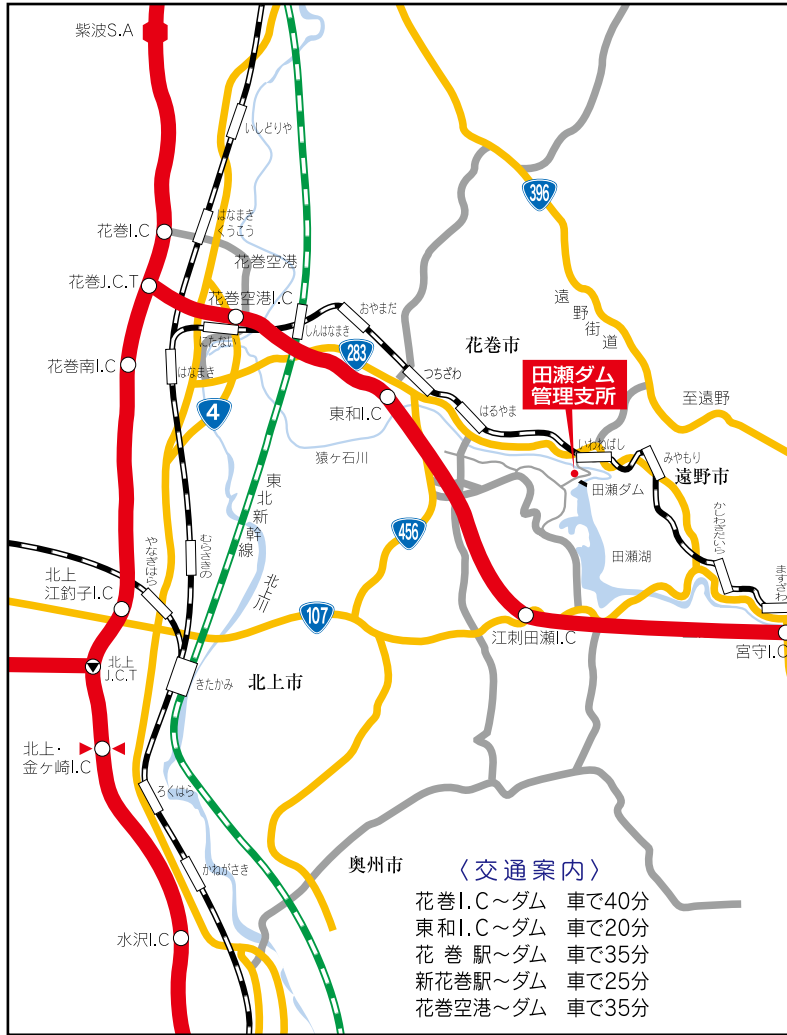 紫波S.A
いしどりや
396
花巻I.C
はなまき
くうこう
花巻空港
花巻J.C.T
花巻空港I.C
おやまだ
遠野街道
にたない
しんはなまき
283
花巻市
花巻南I.C
はなまき
つちざわ
田瀬ダム
管理支所
4
東和I.C
はるやま
至遠野
猿ヶ石川
いわねばし
みやもり
遠野市
東北新幹線
田瀬ダム
かしわぎだいら
456
やなぎはら
むらさきの
田瀬湖
北上
江釣子I.C
北上川
107
ますざわ
江刺田瀬I.C
宮守I.C
北上
J.C.T
きたかみ
北上市
北上・
金ヶ崎I.C
ろくはら
かねがさき
奥州市
水沢I.C
〈交通案内〉
花巻I.C～ダム 車で40分
東和I.C～ダム 車で20分
花巻駅～ダム 車で35分
新花巻駅～ダム 車で25分
花巻空港～ダム 車で35分